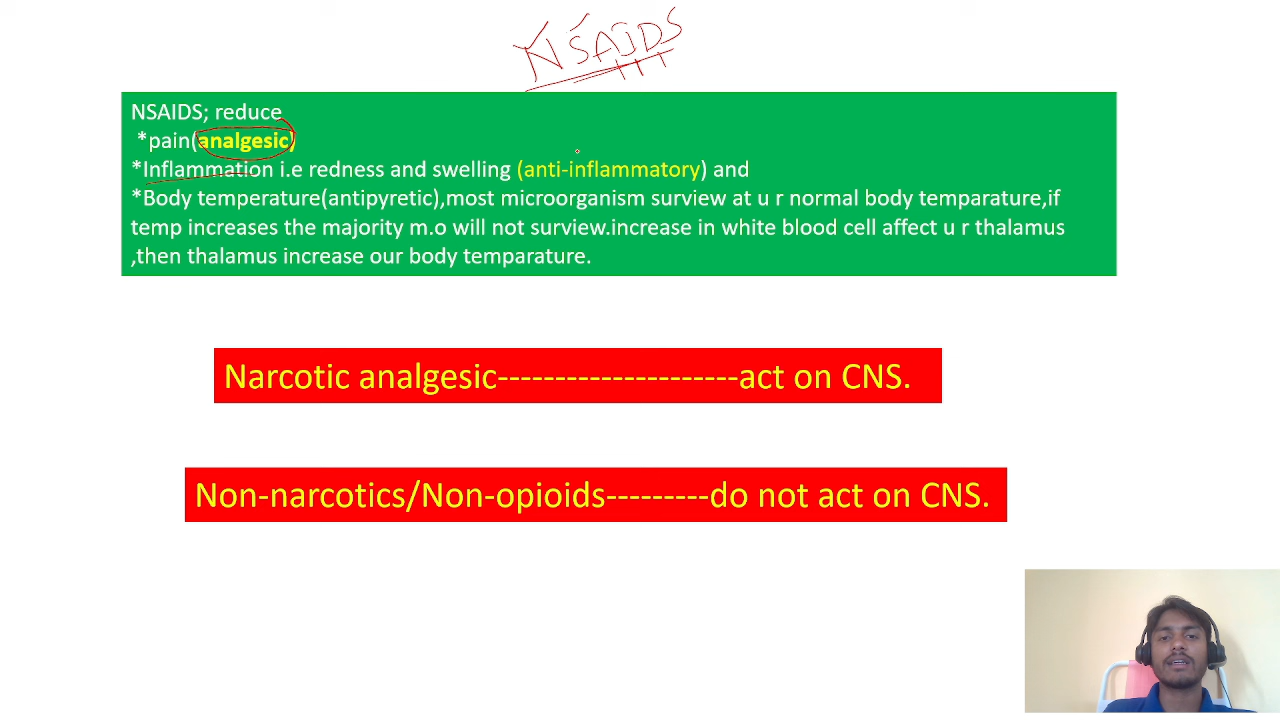 NSAIDS
NSAIDS; reduce
*pain(analgesic)
*Inflammation i.e redness and swelling (anti-inflammatory) and
*Body temperature(antipyretic),most microorganism surview at u r normal body temparature,if
temp increases the majority m.o will not surview.increase in white blood cell affect u r thalamus
,then thalamus increase our body temparature.
Narcotic analgesic---------------------act on CNS.
Non-narcotics/Non-opioids---------do not act on CNS.